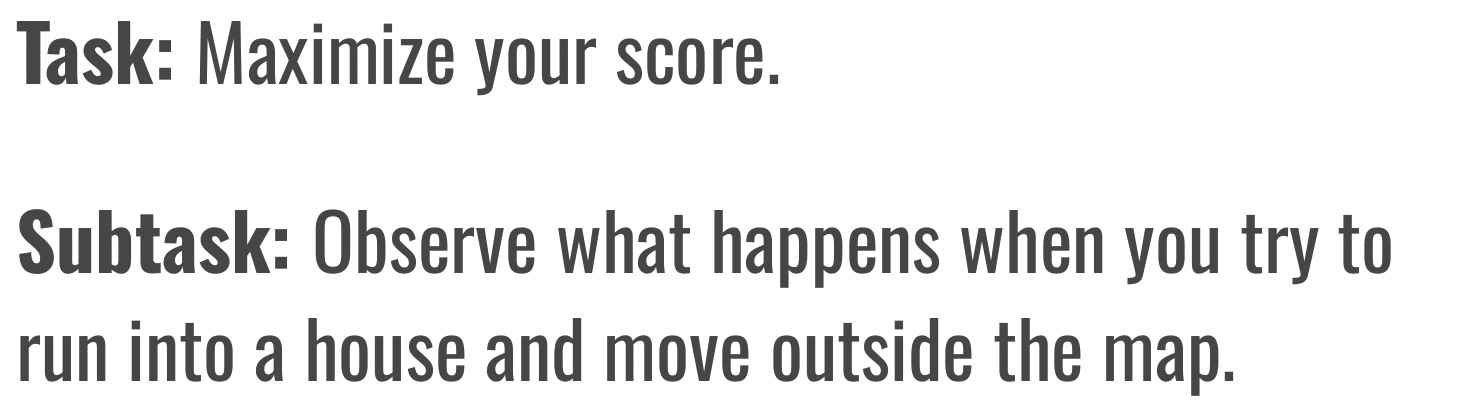 Task: Maximize your score.
Subtask: Observe what happens when you try to
run into a house and move outside the map.